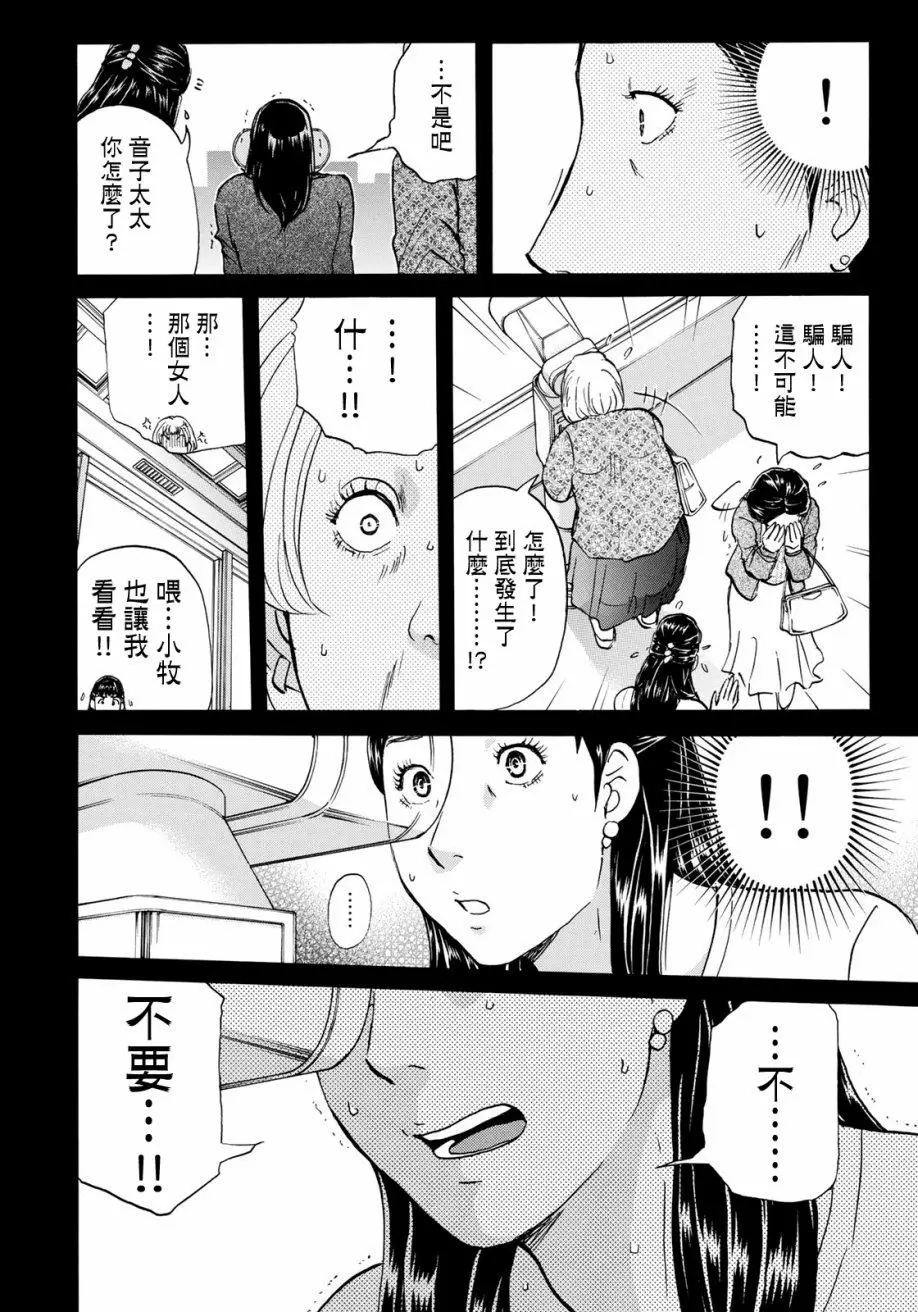 ！
…不是吧
音子太太
你怎麼了？
騙人！
騙人！
這不可能
……！
怎麼了！
到底發生了
什麼………!?
…！
什…!!
那…
那個女人
…！
喂…小牧
也讓我
看看!!
!!
……
…不……
不要…!!